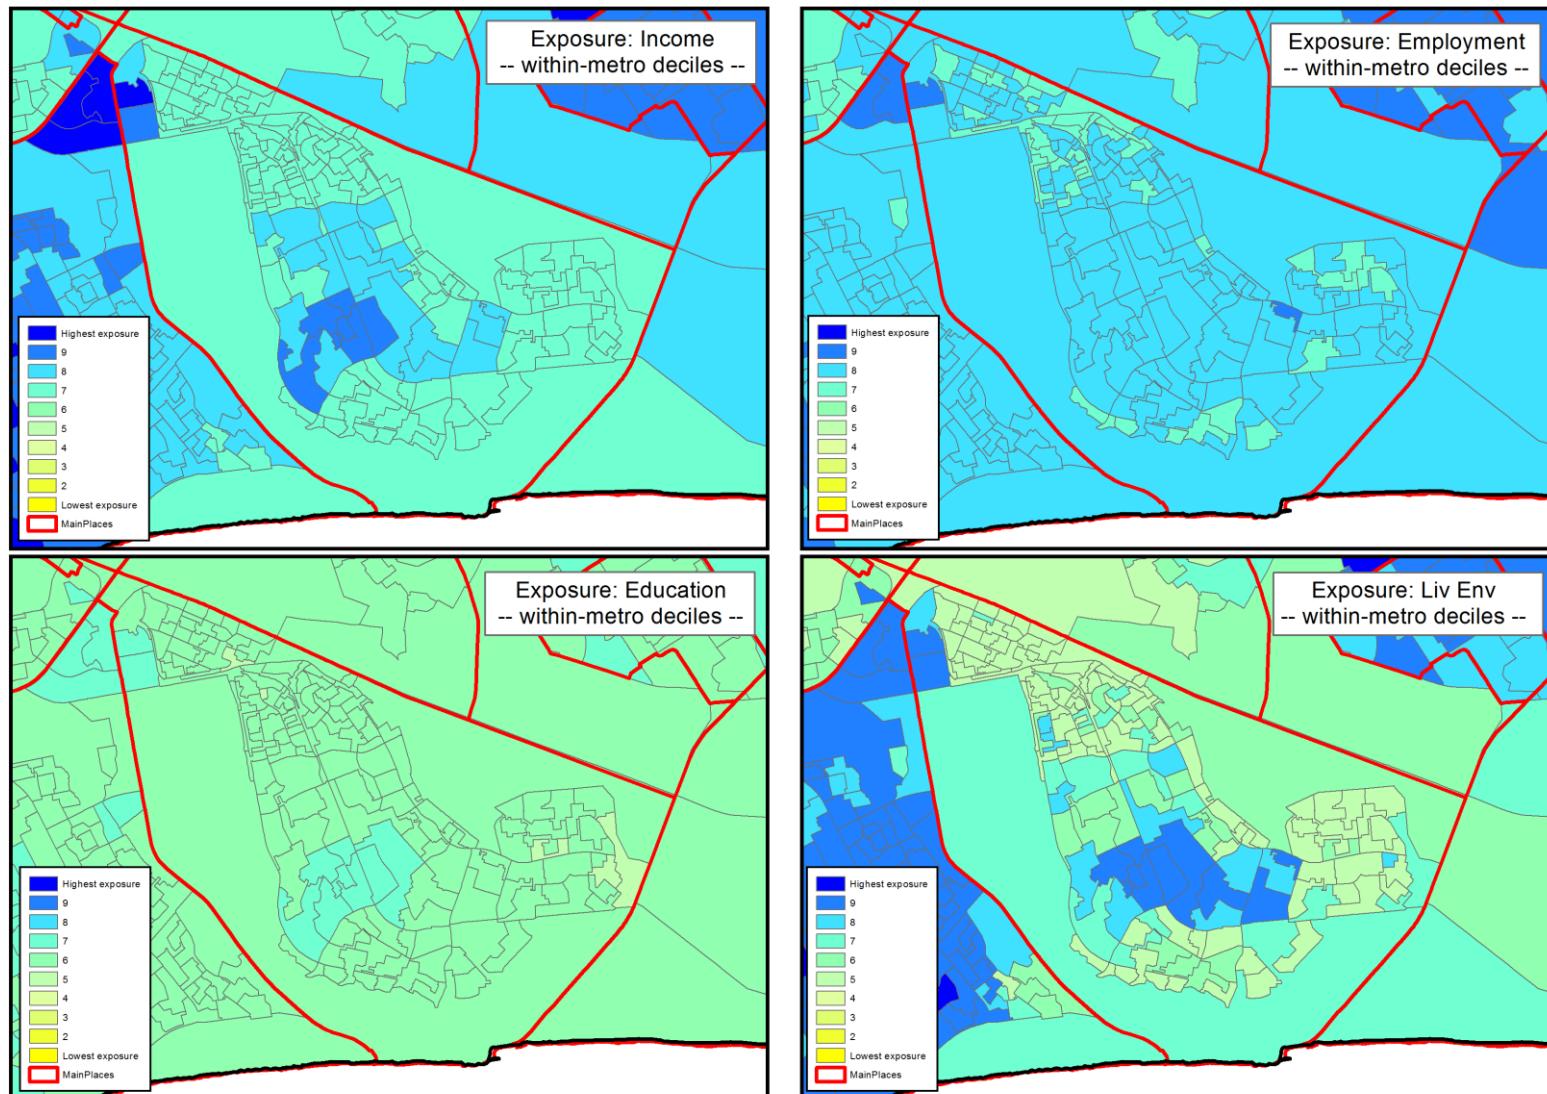 Exposure: Income
-- within-metro deciles --
Highest exposure
9
8
7
6
5
4
3
2
Lowest exposure
MainPlaces
Exposure: Employment
-- within-metro deciles --
Highest exposure
9
8
7
6
5
4
3
2
Lowest exposure
MainPlaces
Exposure: Education
-- within-metro deciles --
Highest exposure
9
8
7
6
5
4
3
2
Lowest exposure
MainPlaces
Exposure: Liv Env
-- within-metro deciles --
Highest exposure
9
8
7
6
5
4
3
2
Lowest exposure
MainPlaces